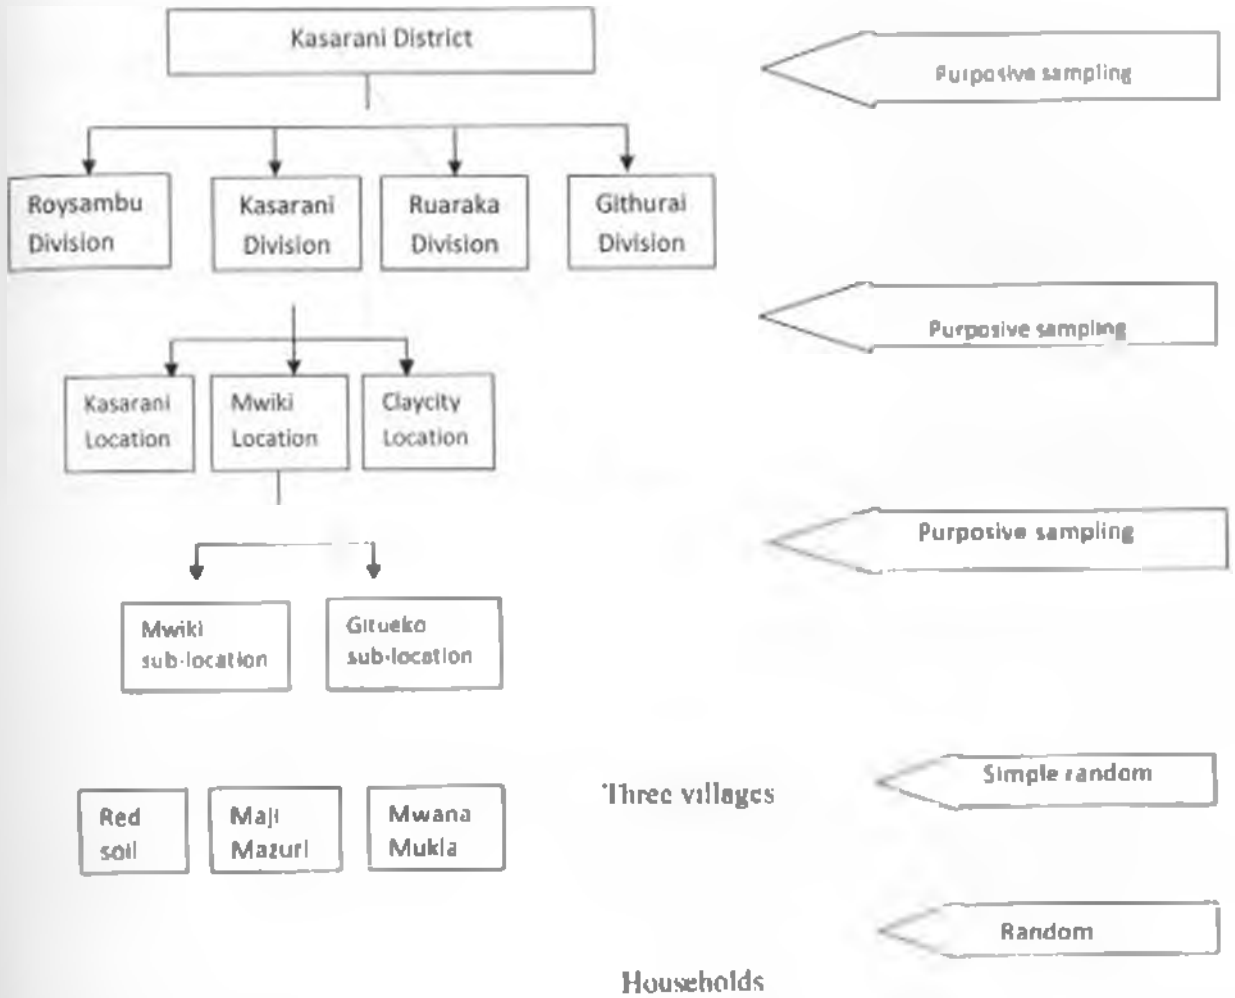 Kasarani District
Purposive sampling
Roysambu
Division
Kasarani
Division
Ruaraka
Division
Githurai
Division
Purposive sampling
Kasarani
Location
Mwiki
Location
Claycity
Location
Purposive sampling
Mwiki
sub-location
Gitueko
sub-location
Three villages
Simple random
Red
soil
Maji
Mazuri
Mwana
Mukia
Random
Households